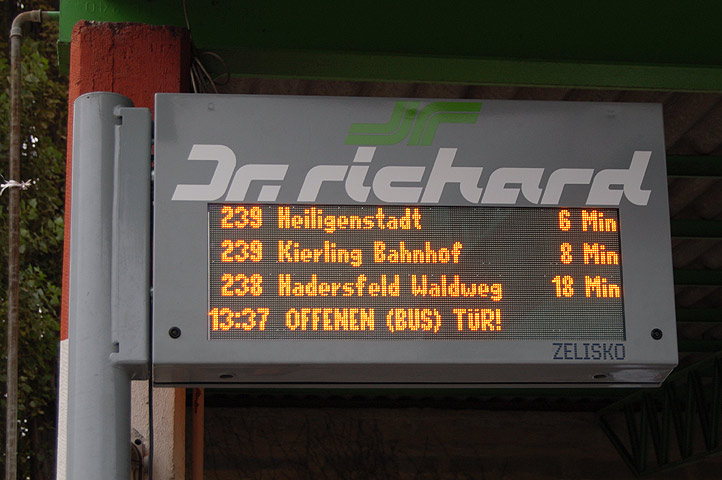 Dr. richard
239 Heiligenstadt 6 Min
239 Kierling Bahnhof 8 Min
238 Hadersfeld Waldweg 18 Min
13:37 OFFENEN (BUS) TÜR!
ZELISKO